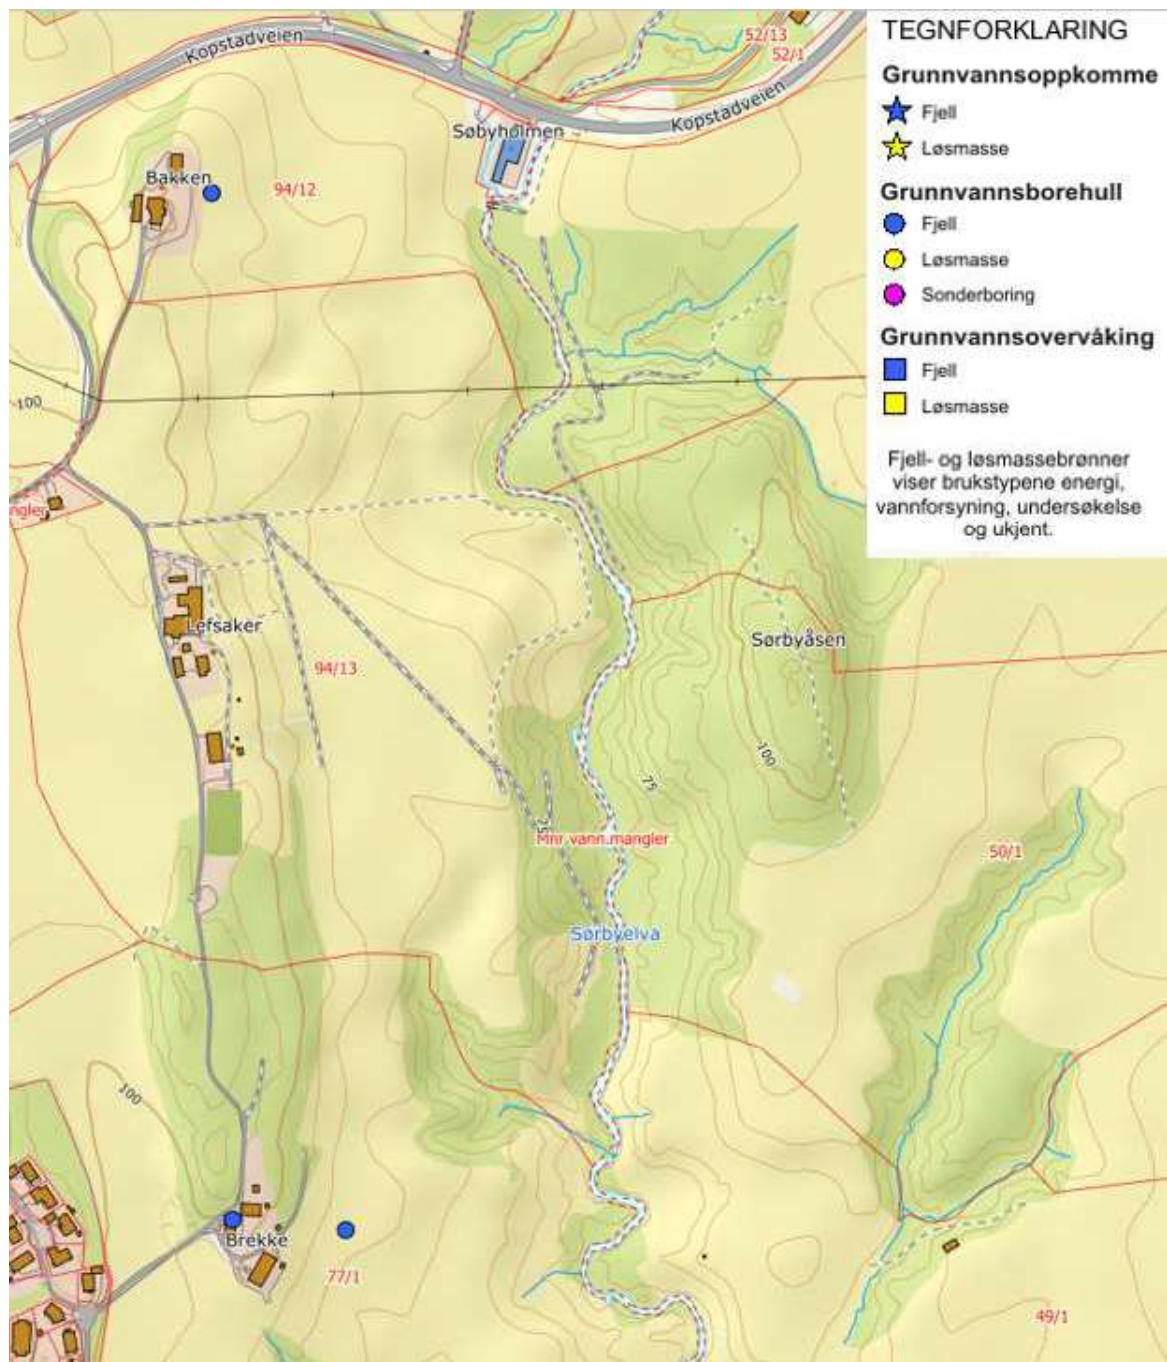 TEGNFORKLARING
Grunnvannsoppkomme
Fjell
Løsmasse
Grunnvannsborehull
Fjell
Løsmasse
Sonderboring
Grunnvannsovervåking
Fjell
Løsmasse
Fjell- og løsmassebrønner
viser brukstypene energi,
vannforsyning, undersøkelse
og ukjent.
52/13
52/1
Kopstadveien
Kopstadveien
Søbyholmen
Bakken
94/12
100
ngler
Lefsaker
94/13
Sørbyåsen
100
75
Mnr vann mangler
50/1
Sørbyelva
100
Brekke
77/1
49/1